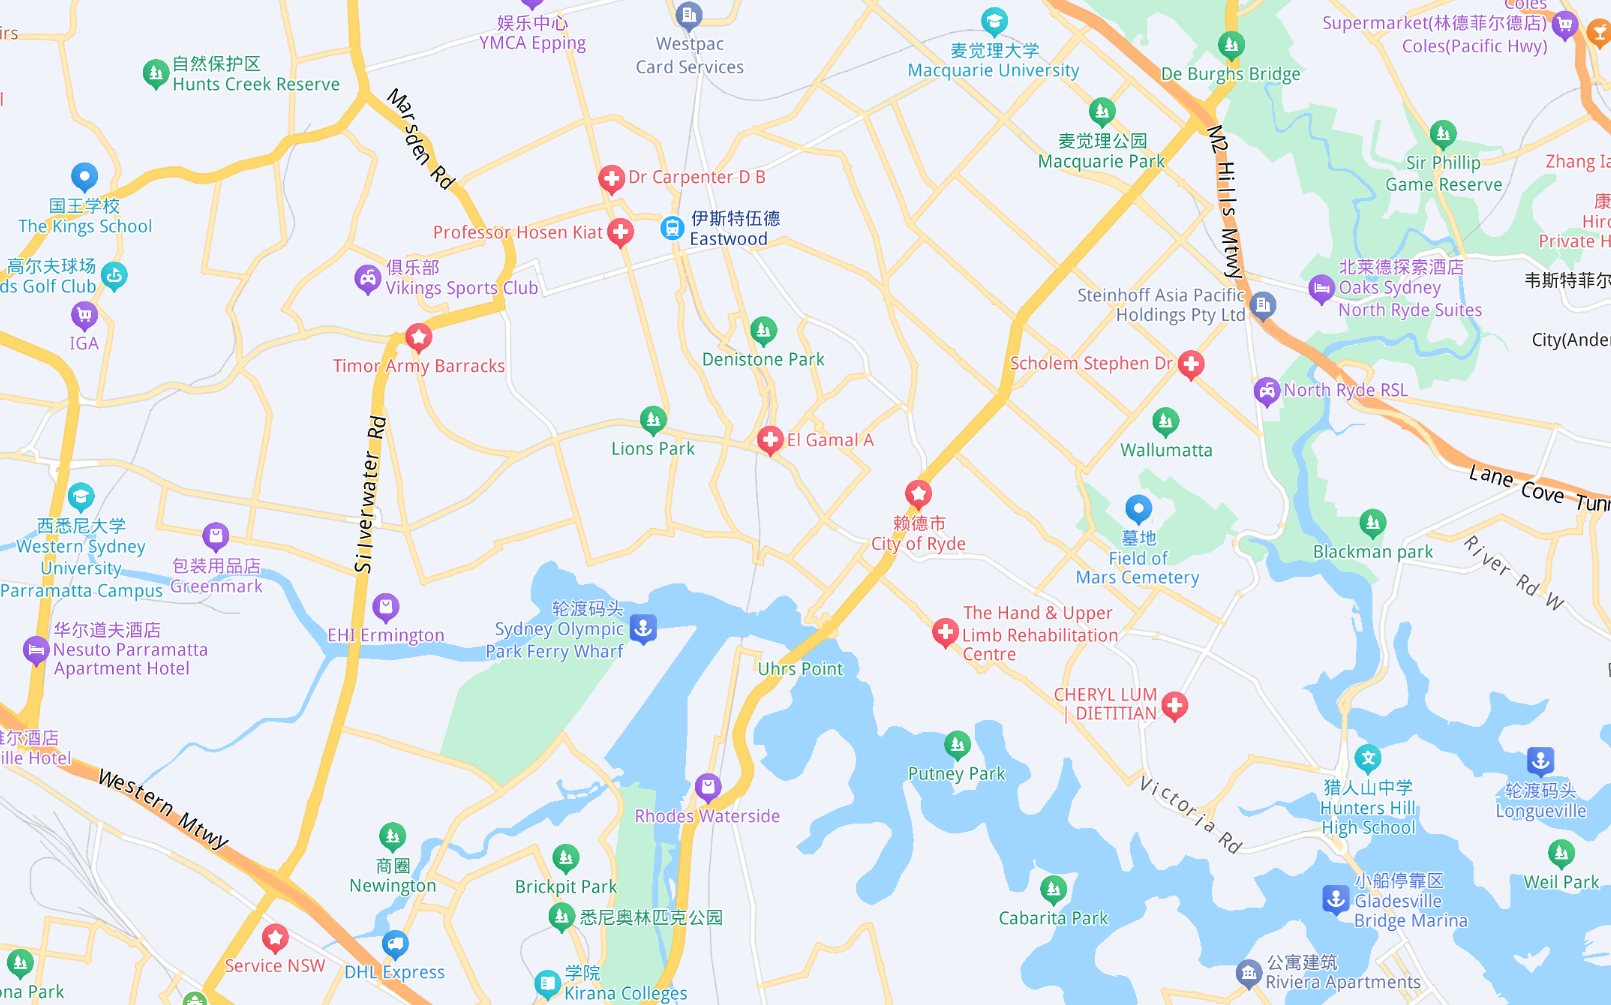 irs
娱乐中心
YMCA Epping
Westpac
Card Services
麦觉理大学
Macquarie University
Coles
Supermarket(林德菲尔德店)
Coles(Pacific Hwy)
自然保护区
Hunts Creek Reserve
De Burghs Bridge
Marsden Rd
麦觉理公园
Macquarie Park
M2 Hills Mtwy
Sir Phillip
Game Reserve
Zhang Ia
国王学校
The Kings School
Dr Carpenter D B
Professor Hosen Kiat
伊斯特伍德
Eastwood
康
Hiro
Private H
高尔夫球场
ds Golf Club
俱乐部
Vikings Sports Club
IGA
Steinhoff Asia Pacific
Holdings Pty Ltd
北莱德探索酒店
Oaks Sydney
North Ryde Suites
韦斯特菲尔
City(Ander
Timor Army Barracks
Denistone Park
Scholem Stephen Dr
North Ryde RSL
Silverwater Rd
Lions Park
El Gamal A
Wallumatta
Lane Cove Tunn
西悉尼大学
Western Sydney
University
Parramatta Campus
包装用品店
Greenmark
赖德市
City of Ryde
墓地
Field of
Mars Cemetery
Blackman park
River Rd W
华尔道夫酒店
Nesuto Parramatta
Apartment Hotel
EHI Ermington
轮渡码头
Sydney Olympic
Park Ferry Wharf
The Hand & Upper
Limb Rehabilitation
Centre
Uhrs Point
CHERYL LUM
| DIETITIAN
维尔酒店
ille Hotel
Western Mtwy
Putney Park
Rhodes Waterside
Victoria Rd
猎人山中学
Hunters Hill
High School
轮渡码头
Longueville
商圈
Newington
Brickpit Park
悉尼奥林匹克公园
Cabarita Park
小船停靠区
Gladesville
Bridge Marina
Weil Park
Service NSW
DHL Express
学院
Kirana Colleges
公寓建筑
Riviera Apartments
ona Park